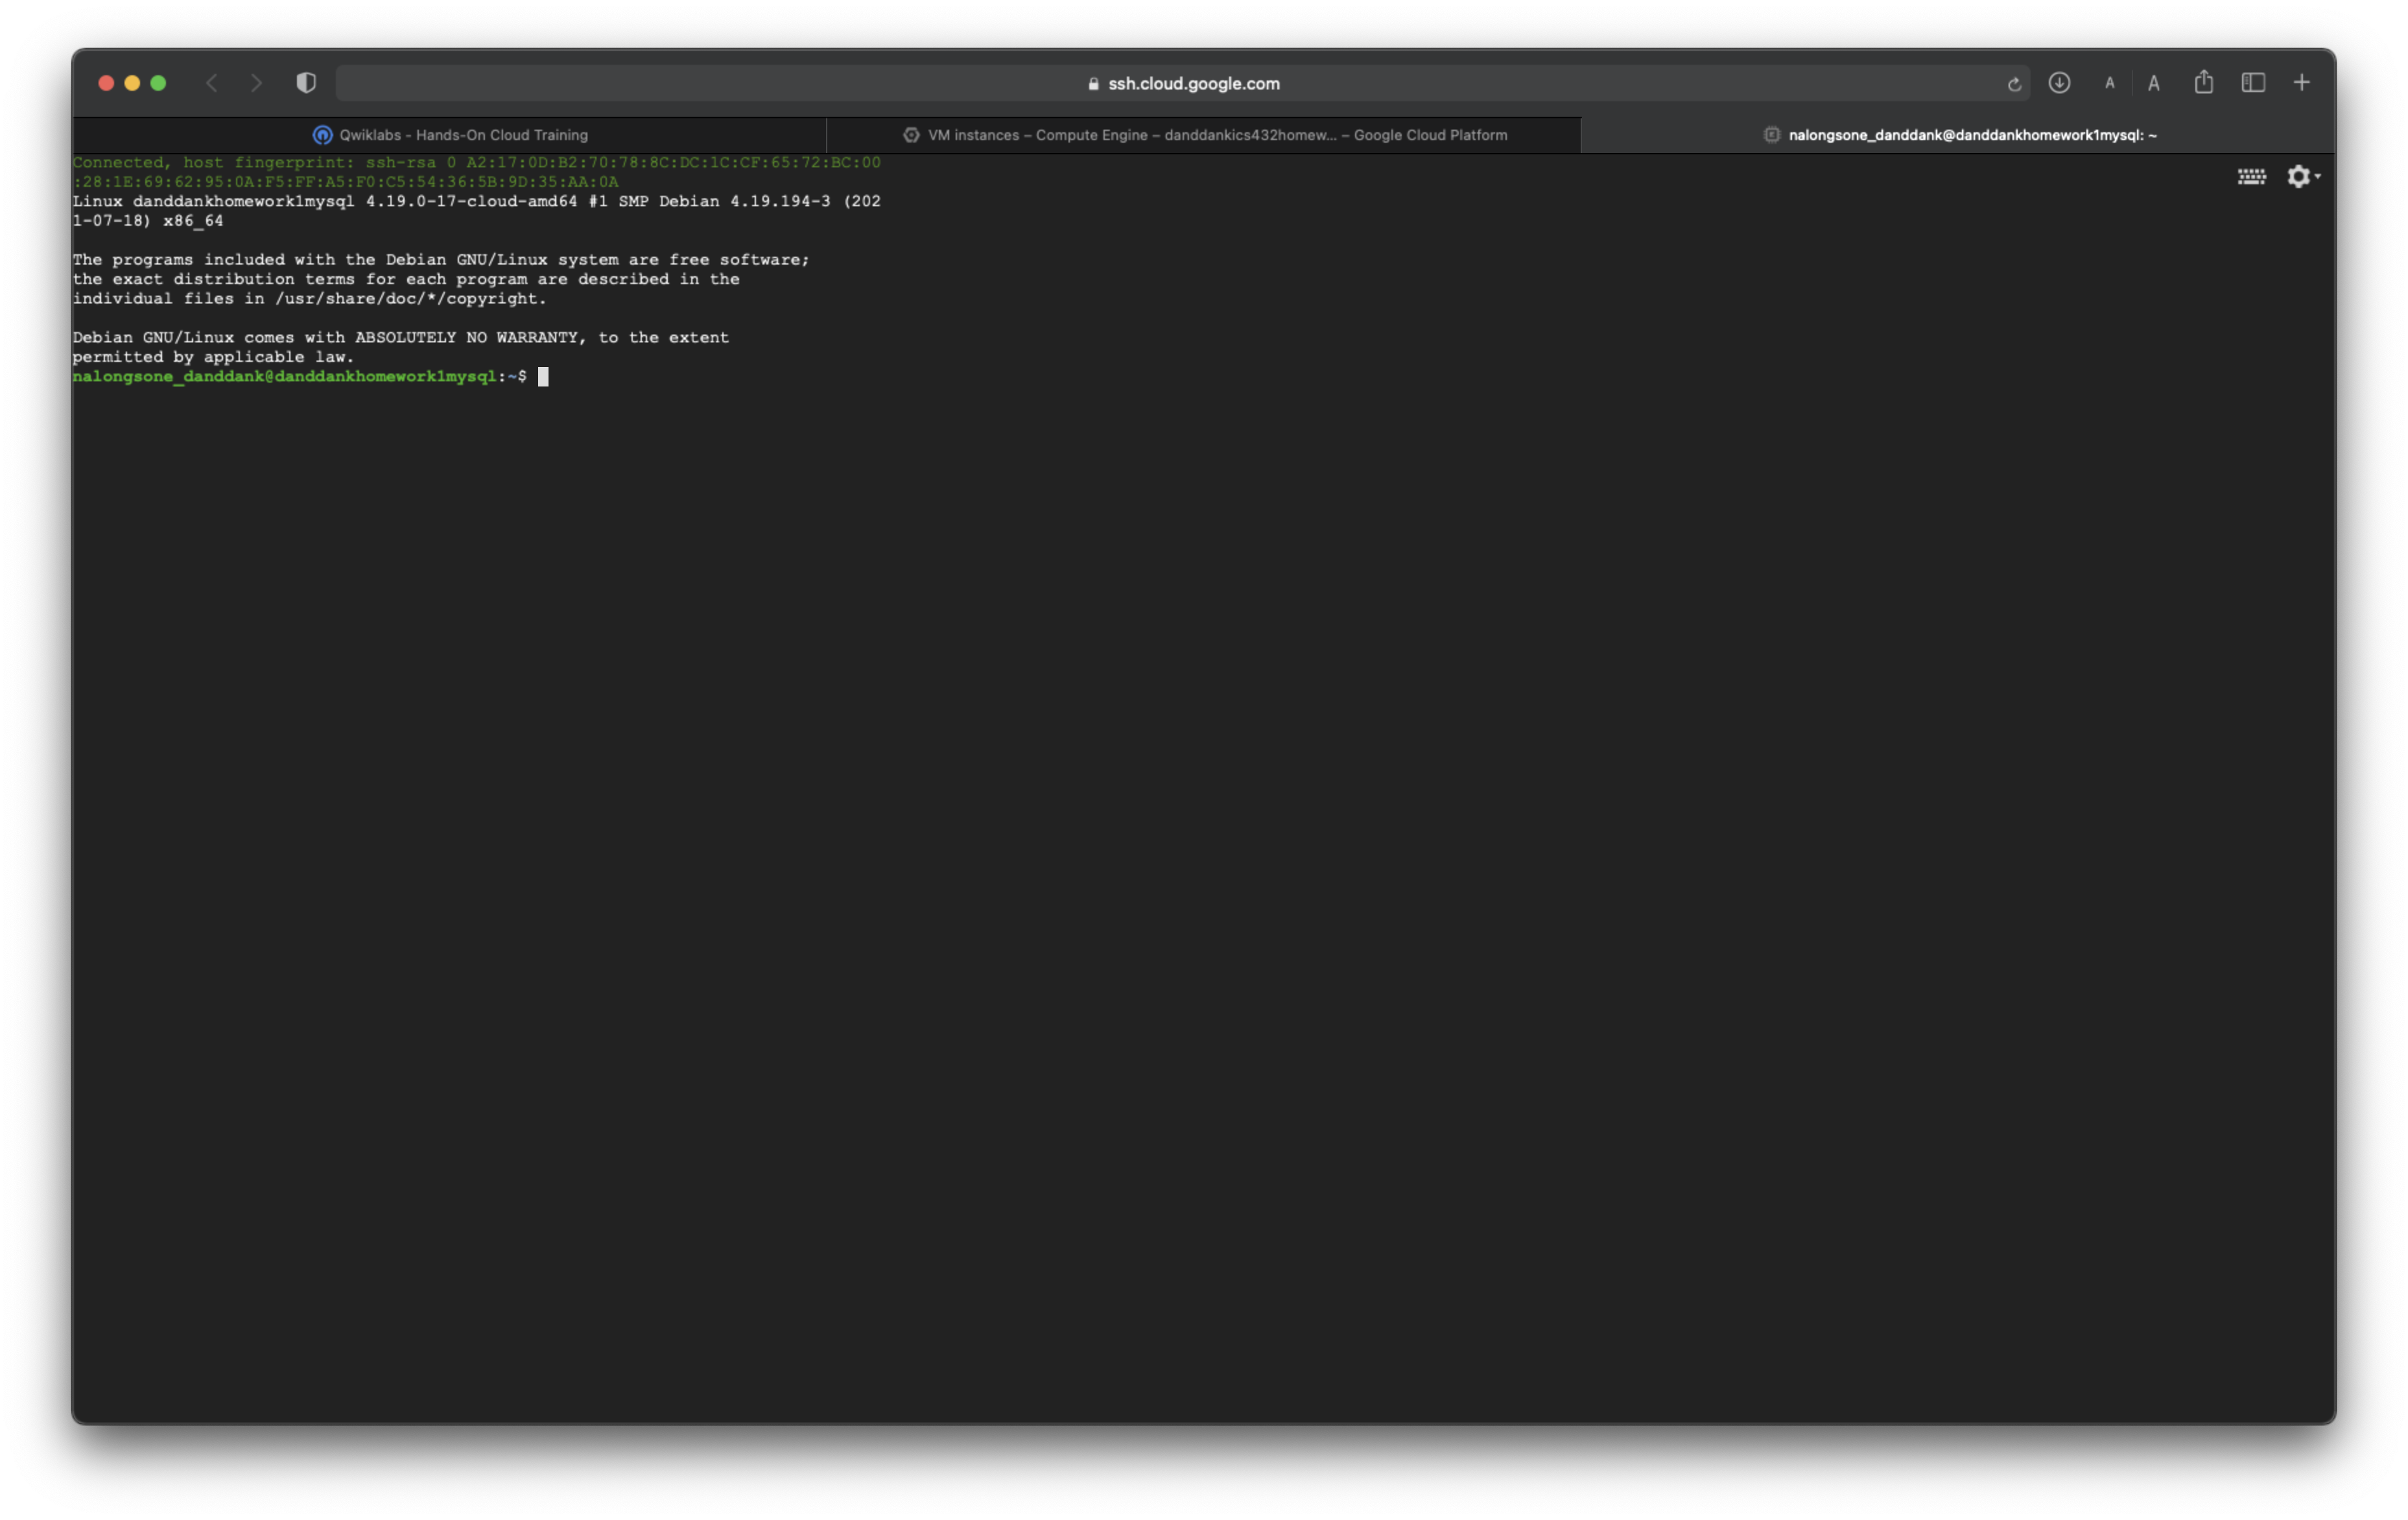 ssh.cloud.google.com
A A
Qwiklabs - Hands-On Cloud Training
VM instances – Compute Engine – danddankics432homew... – Google Cloud Platform
nalongsone_danddank@danddankhomework1mysql: ~
Connected, host fingerprint: ssh-rsa 0 A2:17:0D:B2:70:78:8C:DC:1C:CF:65:72:BC:00
:28:1E:69:62:95:0A:F5:FF:A5:F0:C5:54:36:5B:9D:35:AA:0A
Linux danddankhomework1mysql 4.19.0-17-cloud-amd64 #1 SMP Debian 4.19.194-3 (202
1-07-18) x86_64
The programs included with the Debian GNU/Linux system are free software;
the exact distribution terms for each program are described in the
individual files in /usr/share/doc/*/copyright.
Debian GNU/Linux comes with ABSOLUTELY NO WARRANTY, to the extent
permitted by applicable law.
nalongsone_danddank@danddankhomework1mysql:~$